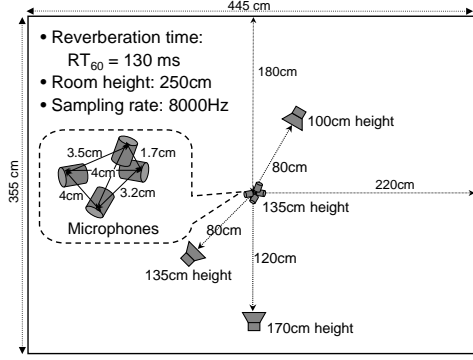 445 cm
• Reverberation time:
RT60 = 130 ms
• Room height: 250cm
• Sampling rate: 8000Hz
180cm
100cm height
3.5cm
1.7cm
4cm
4cm
3.2cm
Microphones
80cm
220cm
135cm height
355 cm
80cm
120cm
135cm height
170cm height